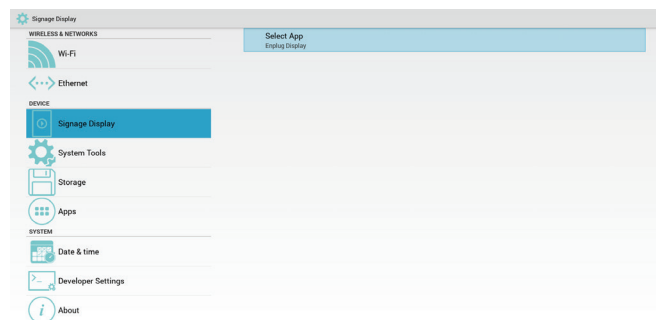 Signage Display
WIRELESS & NETWORKS
Wi-Fi
Ethernet
DEVICE
Signage Display
System Tools
Storage
Apps
SYSTEM
Date & time
Developer Settings
About
Select App
Enplug Display